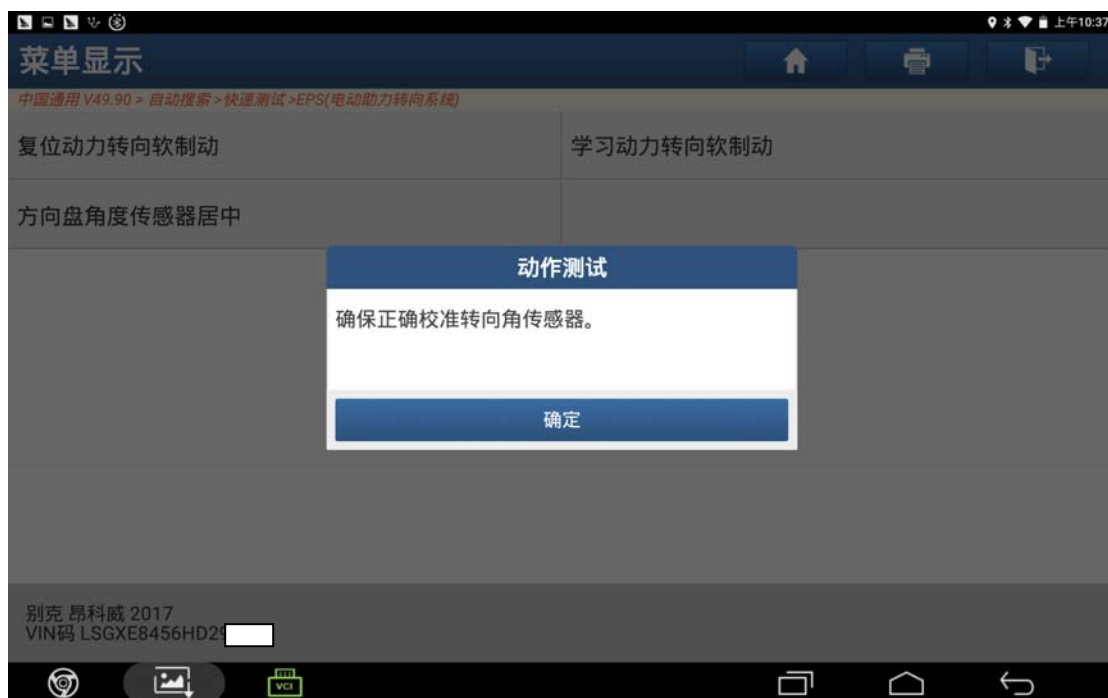 上午10:37
菜单显示
中国通用 V49.90 > 自动搜索 > 快速测试 >EPS(电动助力转向系统)
复位动力转向软制动
学习动力转向软制动
方向盘角度传感器居中
动作测试
确保正确校准转向角传感器。
确定
别克 昂科威 2017
VIN码 LSGXE8456HD29
VCI